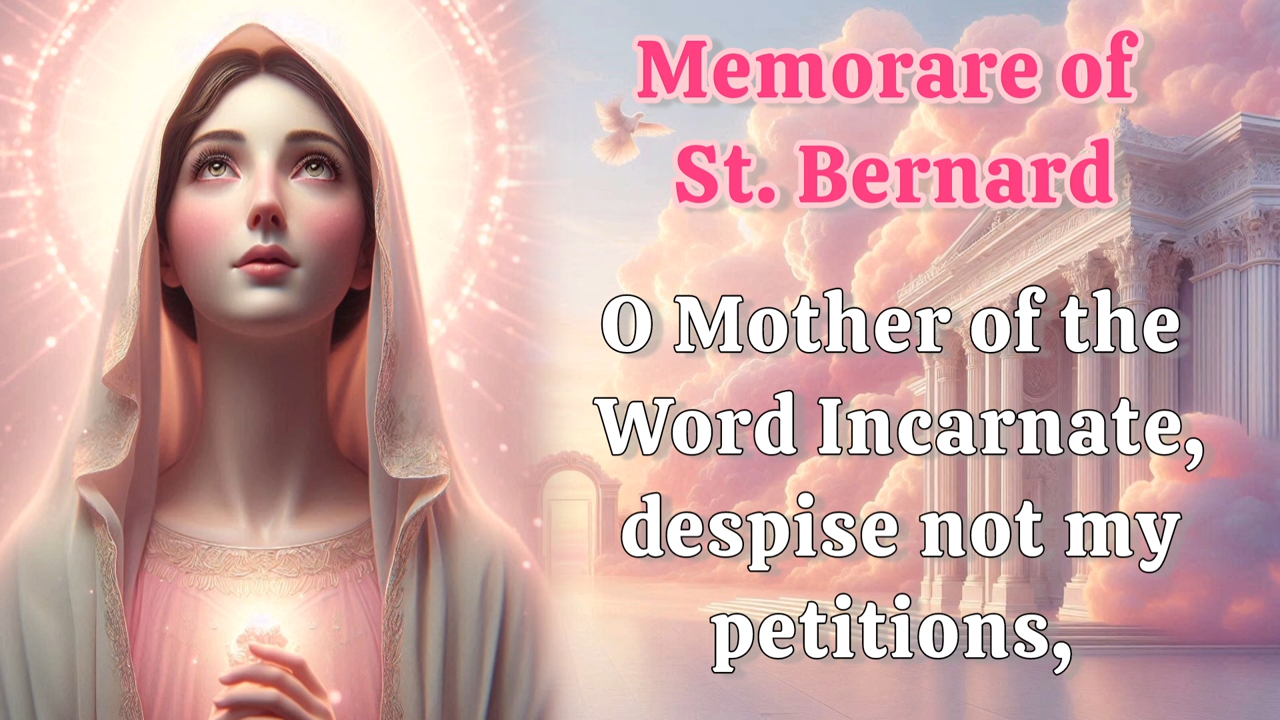 Memorare of
St. Bernard
O Mother of the
Word Incarnate,
despise not my
petitions,